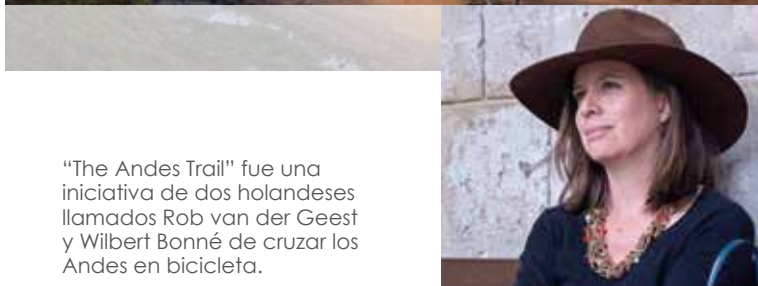 “The Andes Trail” fue una
iniciativa de dos holandeses
llamados Rob van der Geest
y Wilbert Bonné de cruzar los
Andes en bicicleta.